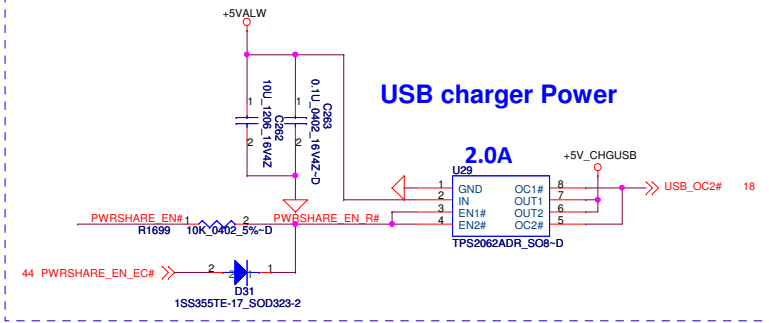 +5VALW
1
2
10U_1206_16V4Z
C262
1
2
0.1U_0402_16V4Z~D
C263
USB charger Power
2.0A
U29
+5V_CHGUSB
1 GND OC1# 8
2 IN OUT1 7
3 EN1# OUT2 6
4 EN2# OC2# 5
TPS2062ADR_SO8~D
USB_OC2# 18
PWRSHARE_EN# 1 2 PWRSHARE_EN_R#
R1699 10K_0402_5%~D
44 PWRSHARE_EN_EC# 2 2 1 1
D31
1SS355TE-17_SOD323-2